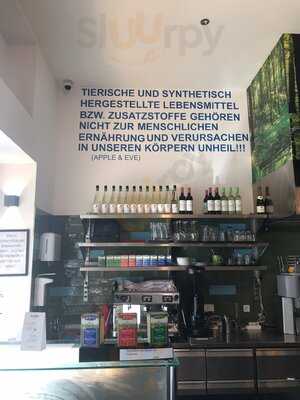 sluurpy
TIERISCHE UND SYNTHETISCH
HERGESTELLTE LEBENSMITTEL
BZW. ZUSATZSTOFFE GEHÖREN
NICHT ZUR MENSCHLICHEN
ERNÄHRUNG UND VERURSACHEN
IN UNSEREN KÖRPERN UNHEIL!!!
(APPLE & EVE)